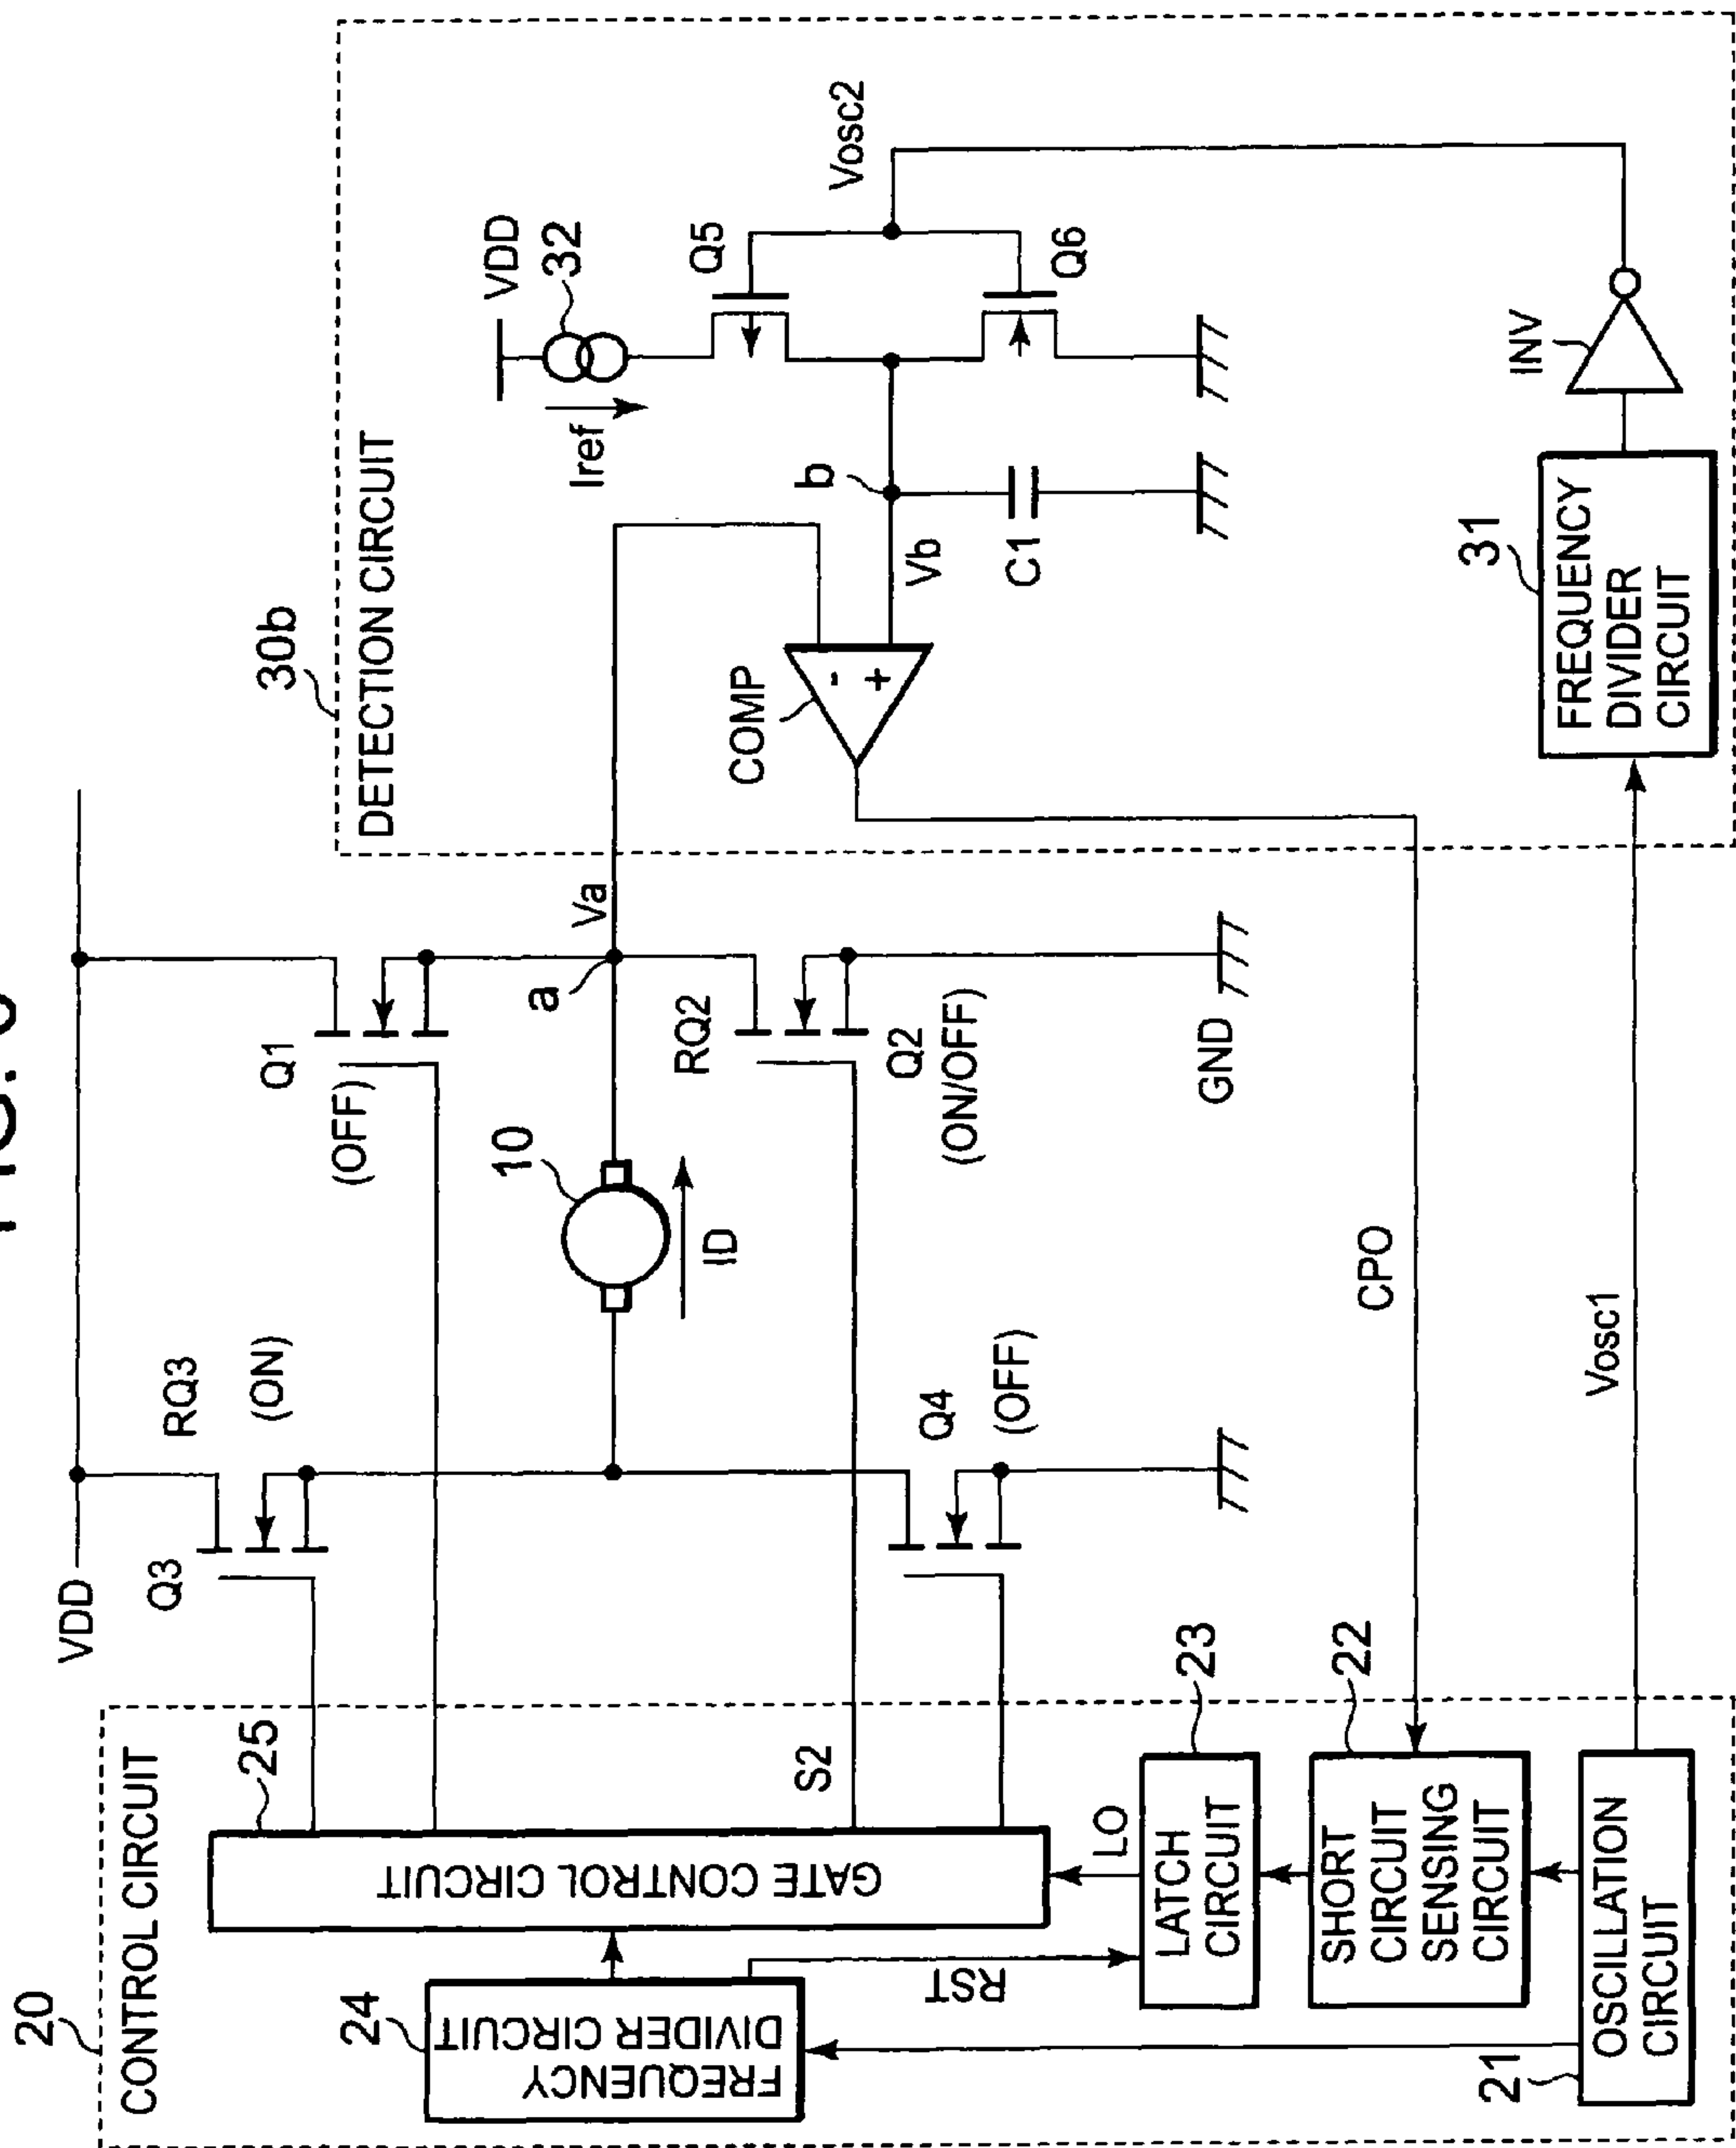 20
CONTROL CIRCUIT
25
GATE CONTROL CIRCUIT
24
FREQUENCY
DIVIDER CIRCUIT
RST
LO
S2
LATCH
CIRCUIT
23
SHORT
CIRCUIT
SENSING
CIRCUIT
22
OSCILLATION
CIRCUIT
21
VDD
Q3
RQ3
(ON)
Q1
(OFF)
10
ID
a
Va
RQ2
Q2
(ON/OFF)
GND
Q4
(OFF)
CPO
Vosc1
30b
DETECTION CIRCUIT
COMP
-
+
Vb
b
C1
Iref
VDD
32
Q5
Q6
Vosc2
INV
31
FREQUENCY
DIVIDER
CIRCUIT